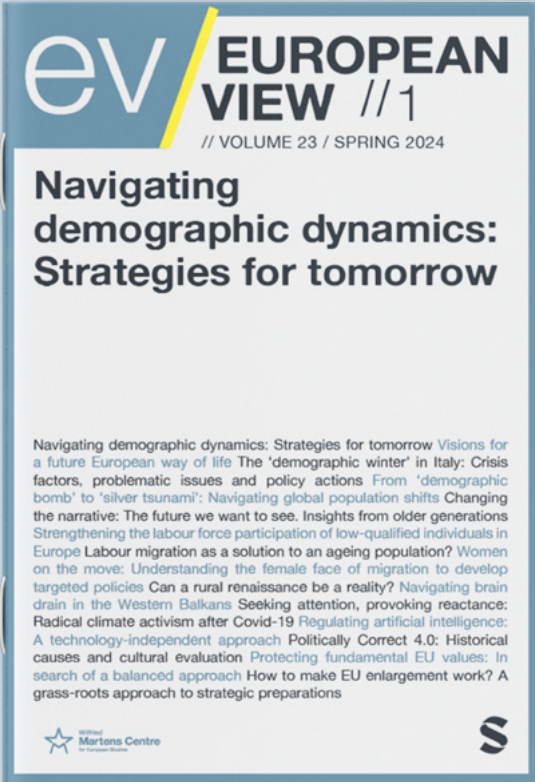 ev/ EUROPEAN
VIEW //1
// VOLUME 23 / SPRING 2024
Navigating
demographic dynamics:
Strategies for tomorrow
Navigating demographic dynamics: Strategies for tomorrow Visions for
a future European way of life The ‘demographic winter’ in Italy: Crisis
factors, problematic issues and policy actions From ‘demographic
bomb’ to ‘silver tsunami’: Navigating global population shifts Changing
the narrative: The future we want to see. Insights from older generations
Strengthening the labour force participation of low-qualified individuals in
Europe Labour migration as a solution to an ageing population? Women
on the move: Understanding the female face of migration to develop
targeted policies Can a rural renaissance be a reality? Navigating brain
drain in the Western Balkans Seeking attention, provoking reactance:
Radical climate activism after Covid-19 Regulating artificial intelligence:
A technology-independent approach Politically Correct 4.0: Historical
causes and cultural evaluation Protecting fundamental EU values: In
search of a balanced approach How to make EU enlargement work? A
grass-roots approach to strategic preparations
Wilfried
Martens Centre
for European Studies
S